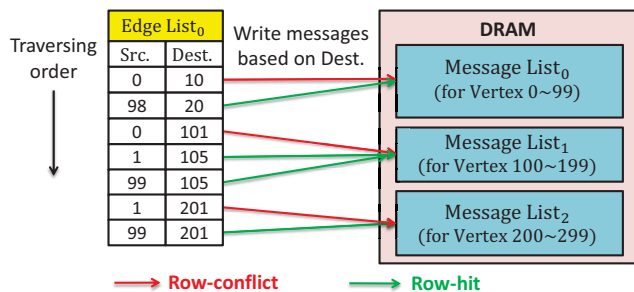 Traversing
order
Edge List₀
Src. Dest.
0 10
98 20
0 101
1 105
99 105
1 201
99 201
Write messages
based on Dest.
DRAM
Message List₀
(for Vertex 0~99)
Message List₁
(for Vertex 100~199)
Message List₂
(for Vertex 200~299)
Row-conflict
Row-hit